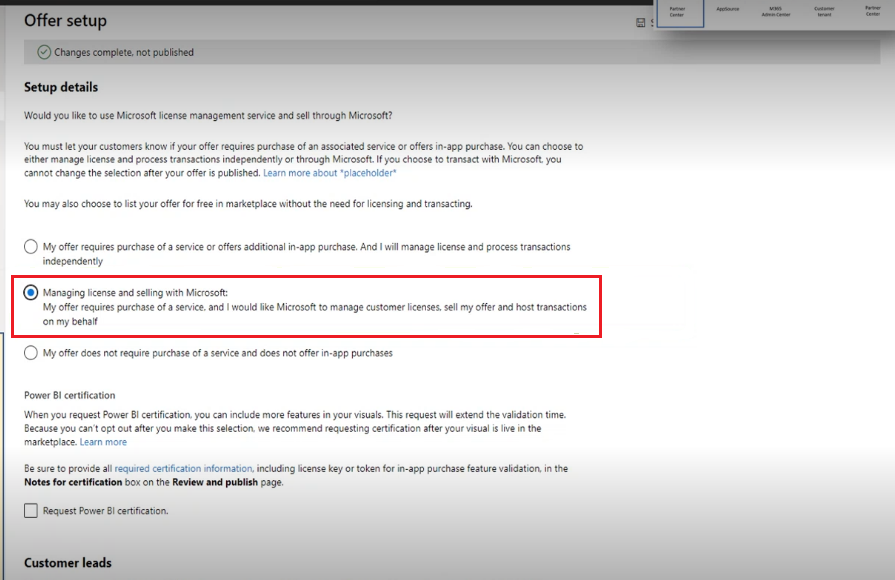 Offer setup
Partner Center
AppSource
M365 Admin Center
Customer tenant
Partner Center
Changes complete, not published
Setup details
Would you like to use Microsoft license management service and sell through Microsoft?
You must let your customers know if your offer requires purchase of an associated service or offers in-app purchase. You can choose to
either manage license and process transactions independently or through Microsoft. If you choose to transact with Microsoft, you
cannot change the selection after your offer is published. Learn more about *placeholder*
You may also choose to list your offer for free in marketplace without the need for licensing and transacting.
My offer requires purchase of a service or offers additional in-app purchase. And I will manage license and process transactions
independently
Managing license and selling with Microsoft:
My offer requires purchase of a service, and I would like Microsoft to manage customer licenses, sell my offer and host transactions
on my behalf
My offer does not require purchase of a service and does not offer in-app purchases
Power BI certification
When you request Power BI certification, you can include more features in your visuals. This request will extend the validation time.
Because you can't opt out after you make this selection, we recommend requesting certification after your visual is live in the
marketplace. Learn more
Be sure to provide all required certification information, including license key or token for in-app purchase feature validation, in the
Notes for certification box on the Review and publish page.
Request Power BI certification.
Customer leads